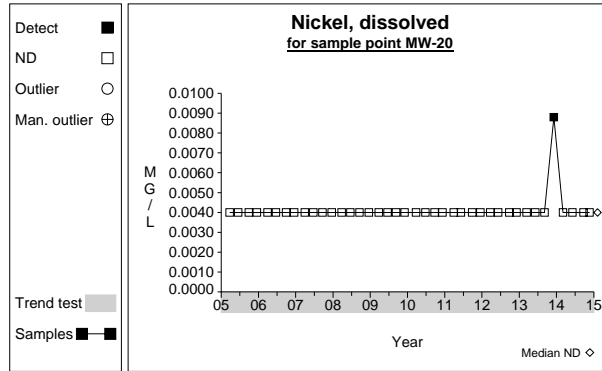 Detect
ND
Outlier
Man. outlier
Trend test
Samples
Nickel, dissolved
for sample point MW-20
0.0100
0.0090
0.0080
0.0070
0.0060
0.0050
0.0040
0.0030
0.0020
0.0010
0.0000
M
G
/
L
05 06 07 08 09 10 11 12 13 14 15
Year
Median ND